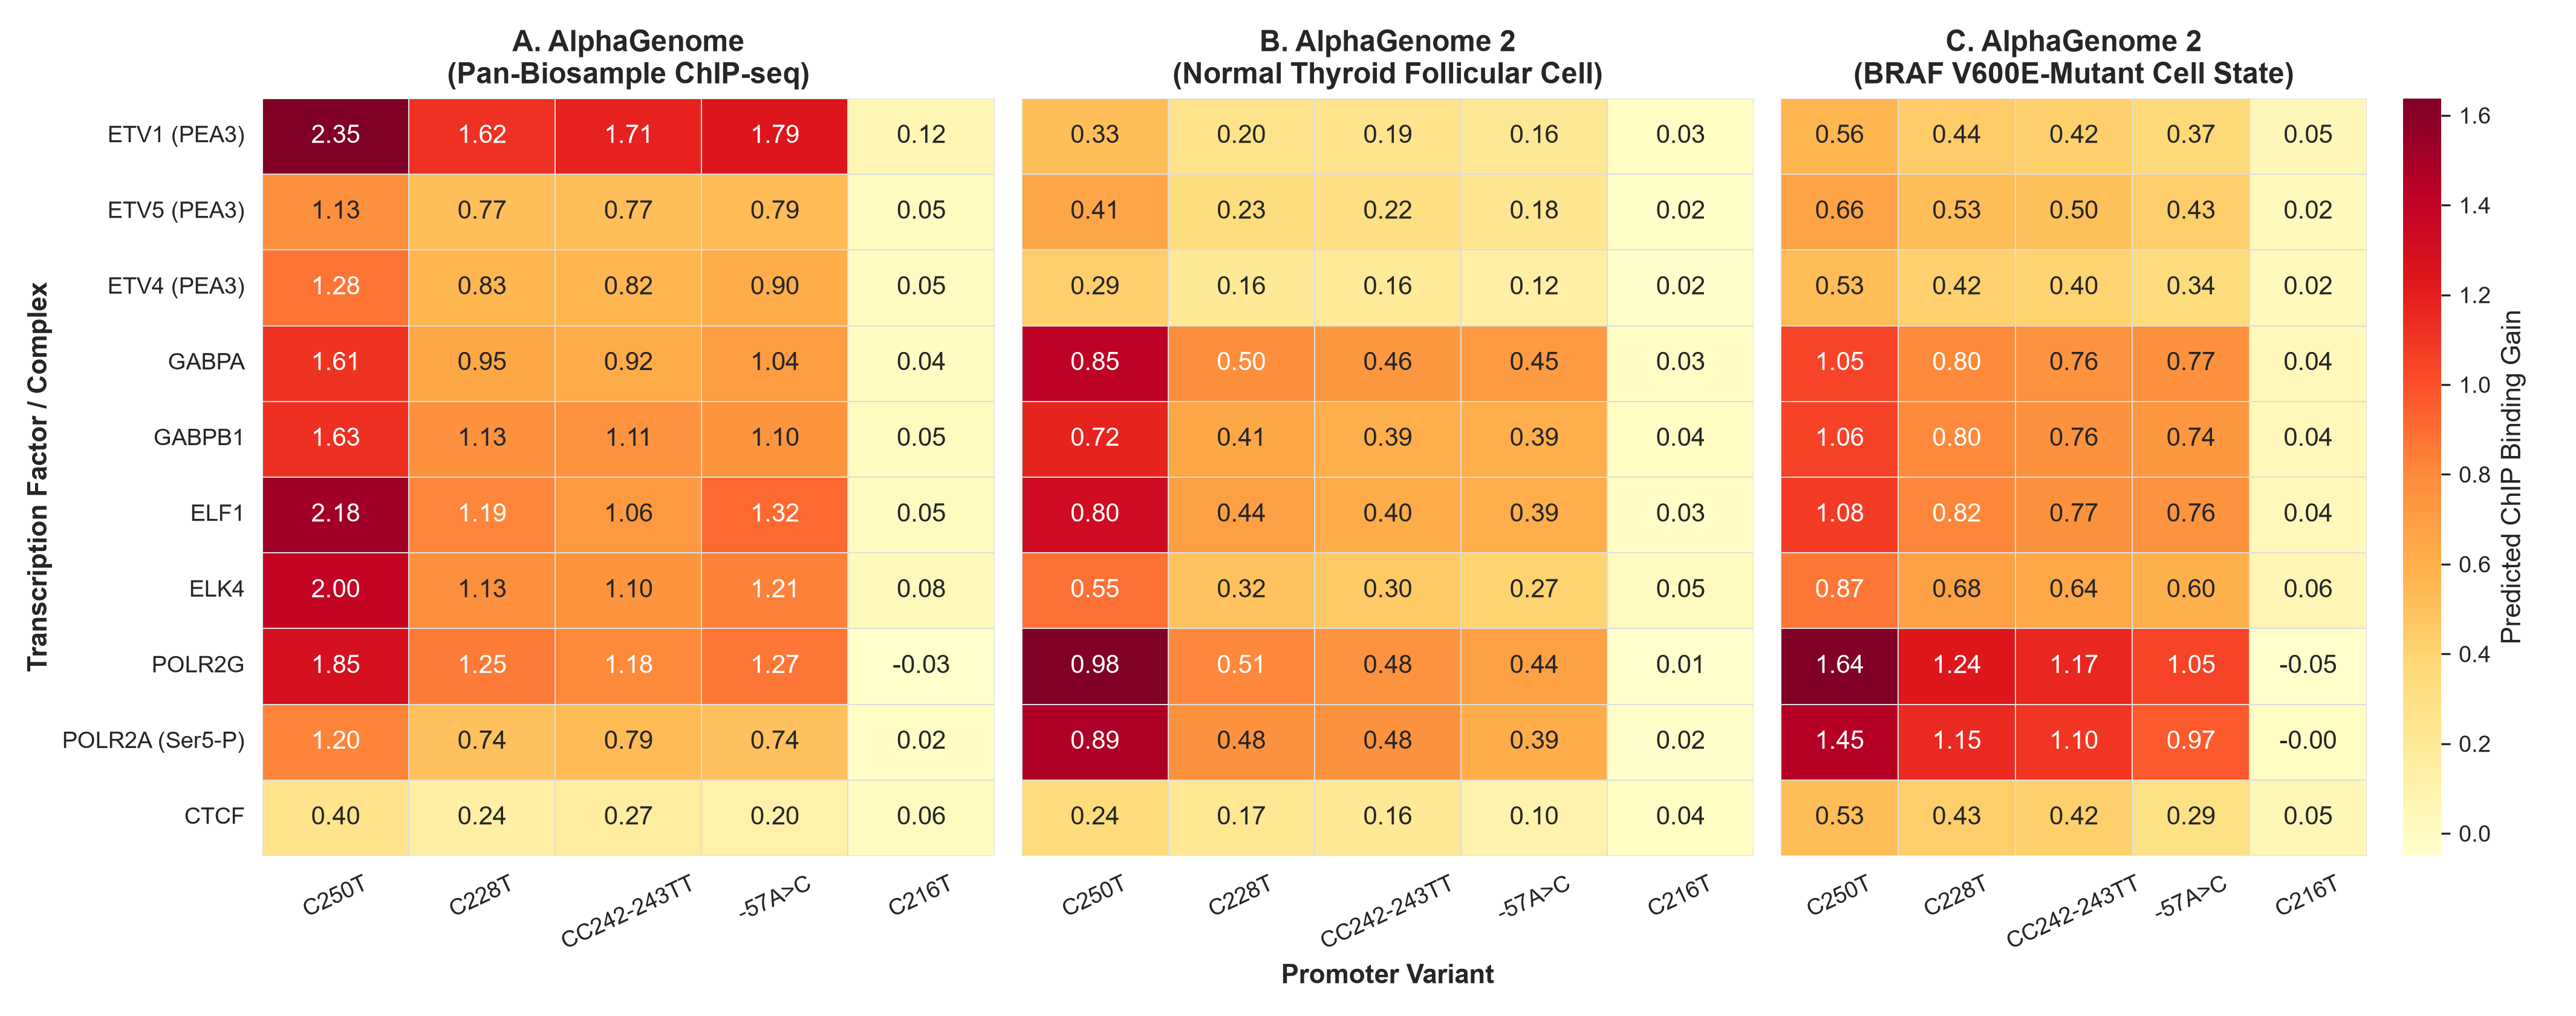 A. AlphaGenome
(Pan-Biosample ChIP-seq)
B. AlphaGenome 2
(Normal Thyroid Follicular Cell)
C. AlphaGenome 2
(BRAF V600E-Mutant Cell State)
Transcription Factor / Complex
ETV1 (PEA3) 2.35 1.62 1.71 1.79 0.12 0.33 0.20 0.19 0.16 0.03 0.56 0.44 0.42 0.37 0.05
ETV5 (PEA3) 1.13 0.77 0.77 0.79 0.05 0.41 0.23 0.22 0.18 0.02 0.66 0.53 0.50 0.43 0.02
ETV4 (PEA3) 1.28 0.83 0.82 0.90 0.05 0.29 0.16 0.16 0.12 0.02 0.53 0.42 0.40 0.34 0.02
GABPA 1.61 0.95 0.92 1.04 0.04 0.85 0.50 0.46 0.45 0.03 1.05 0.80 0.76 0.77 0.04
GABPB1 1.63 1.13 1.11 1.10 0.05 0.72 0.41 0.39 0.39 0.04 1.06 0.80 0.76 0.74 0.04
ELF1 2.18 1.19 1.06 1.32 0.05 0.80 0.44 0.40 0.39 0.03 1.08 0.82 0.77 0.76 0.04
ELK4 2.00 1.13 1.10 1.21 0.08 0.55 0.32 0.30 0.27 0.05 0.87 0.68 0.64 0.60 0.06
POLR2G 1.85 1.25 1.18 1.27 -0.03 0.98 0.51 0.48 0.44 0.01 1.64 1.24 1.17 1.05 -0.05
POLR2A (Ser5-P) 1.20 0.74 0.79 0.74 0.02 0.89 0.48 0.48 0.39 0.02 1.45 1.15 1.10 0.97 -0.00
CTCF 0.40 0.24 0.27 0.20 0.06 0.24 0.17 0.16 0.10 0.04 0.53 0.43 0.42 0.29 0.05
C250T C228T CC242-243TT -57A>C C216T C250T C228T CC242-243TT -57A>C C216T C250T C228T CC242-243TT -57A>C C216T
Promoter Variant
1.6
1.4
1.2
1.0
0.8
0.6
0.4
0.2
0.0
Predicted ChIP Binding Gain